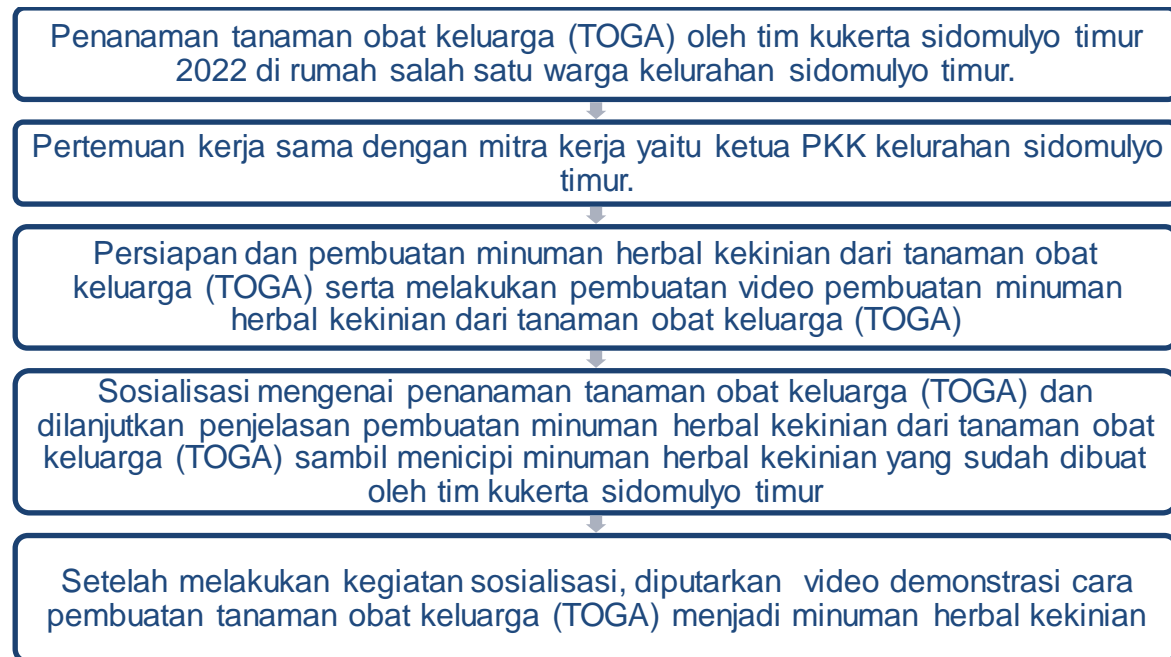 Penanaman tanaman obat keluarga (TOGA) oleh tim kukerta sidomulyo timur
2022 di rumah salah satu warga kelurahan sidomulyo timur.
Pertemuan kerja sama dengan mitra kerja yaitu ketua PKK kelurahan sidomulyo
timur.
Persiapan dan pembuatan minuman herbal kekinian dari tanaman obat
keluarga (TOGA) serta melakukan pembuatan video pembuatan minuman
herbal kekinian dari tanaman obat keluarga (TOGA)
Sosialisasi mengenai penanaman tanaman obat keluarga (TOGA) dan
dilanjutkan penjelasan pembuatan minuman herbal kekinian dari tanaman obat
keluarga (TOGA) sambil menicipi minuman herbal kekinian yang sudah dibuat
oleh tim kukerta sidomulyo timur
Setelah melakukan kegiatan sosialisasi, diputarkan video demonstrasi cara
pembuatan tanaman obat keluarga (TOGA) menjadi minuman herbal kekinian